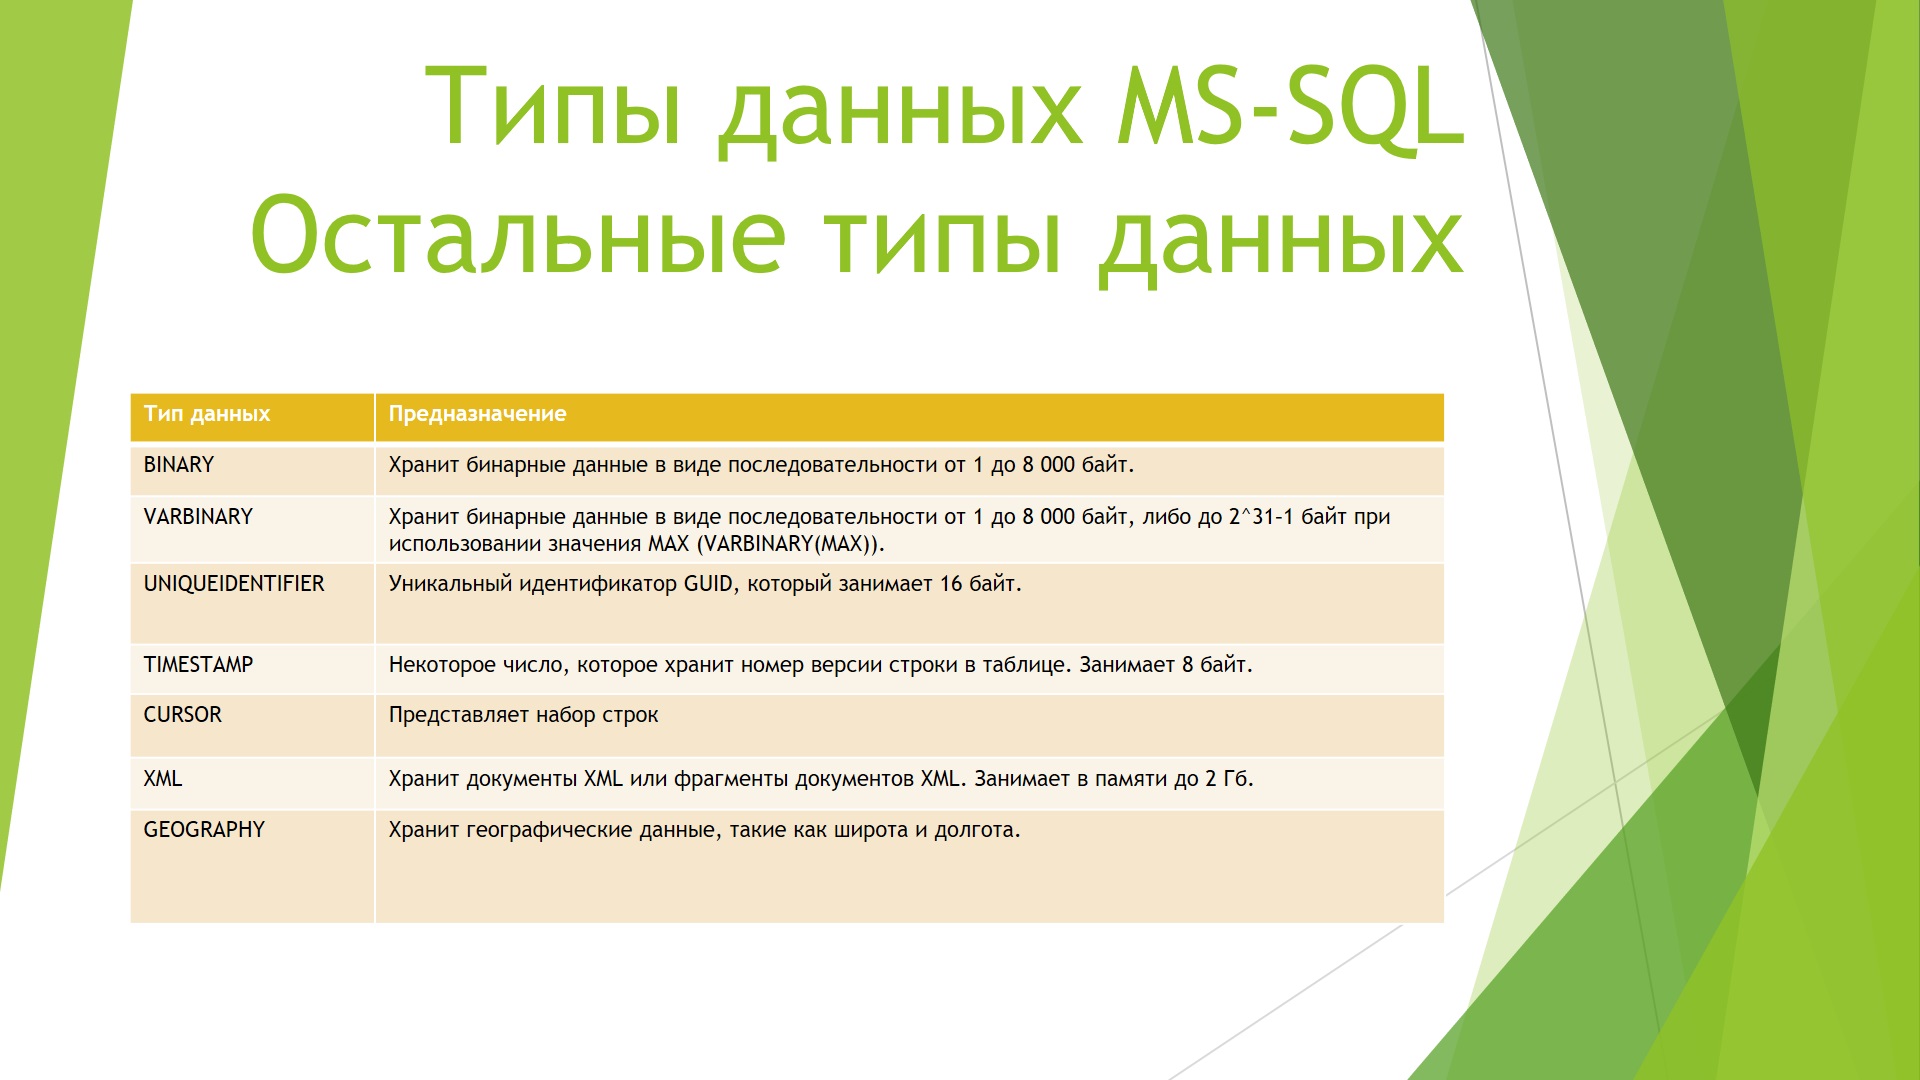 Типы данных MS-SQL
Остальные типы данных
Тип данных
Предназначение
BINARY
Хранит бинарные данные в виде последовательности от 1 до 8 000 байт.
VARBINARY
Хранит бинарные данные в виде последовательности от 1 до 8 000 байт, либо до 2^31-1 байт при
использовании значения MAX (VARBINARY(MAX)).
UNIQUEIDENTIFIER
Уникальный идентификатор GUID, который занимает 16 байт.
TIMESTAMP
Некоторое число, которое хранит номер версии строки в таблице. Занимает 8 байт.
CURSOR
Представляет набор строк
XML
Хранит документы XML или фрагменты документов XML. Занимает в памяти до 2 Гб.
GEOGRAPHY
Хранит географические данные, такие как широта и долгота.